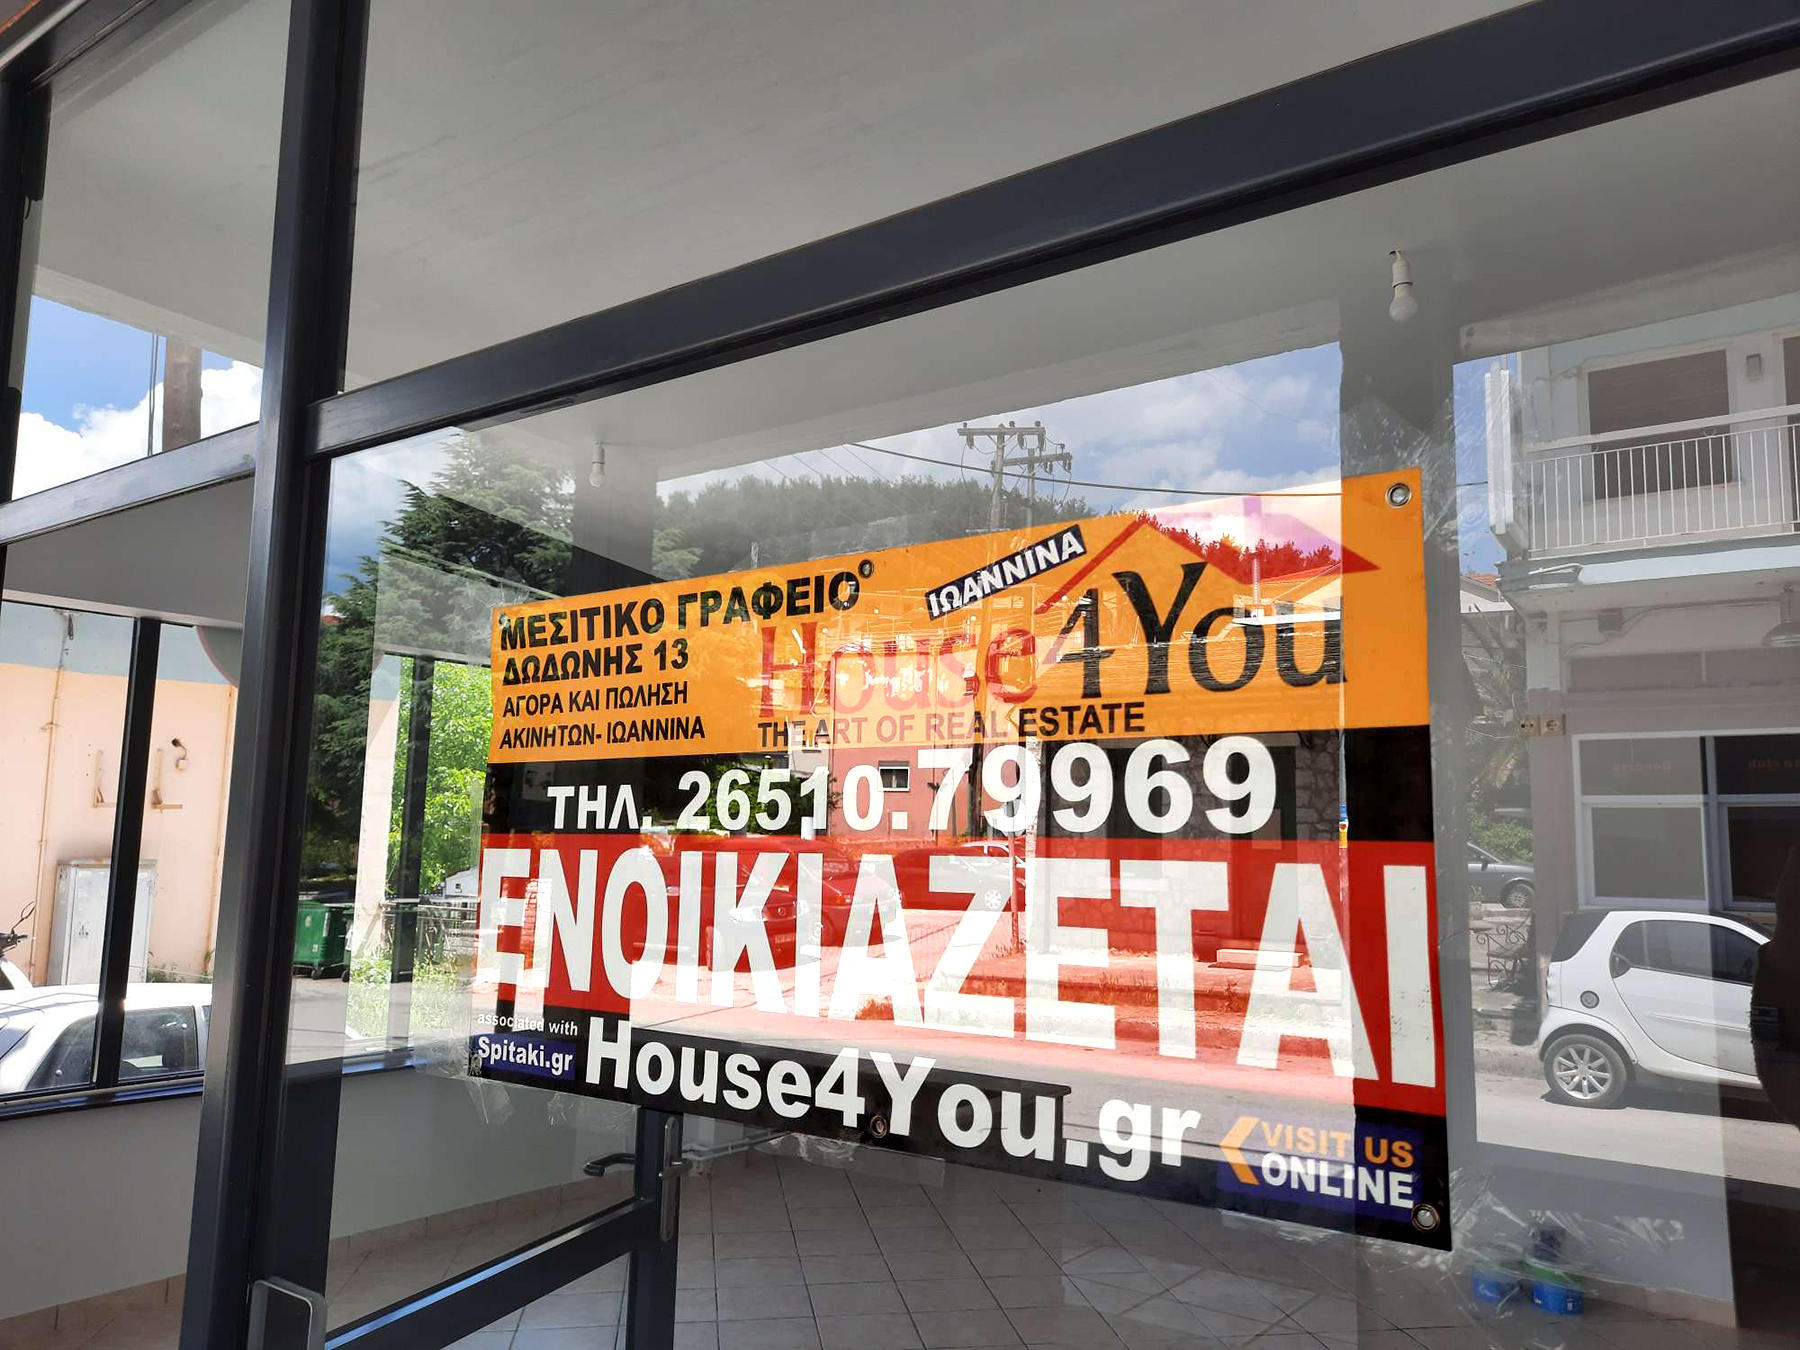 ΜΕΣΙΤΙΚΟ ΓΡΑΦΕΙΟ
ΔΩΔΩΝΗΣ 13
ΑΓΟΡΑ ΚΑΙ ΠΩΛΗΣΗ
ΑΚΙΝΗΤΩΝ- ΙΩΑΝΝΙΝΑ
ΙΩΑΝΝΙΝΑ
House4You
THE ART OF REAL ESTATE
ΤΗΛ. 26510.79969
ΕΝΟΙΚΙΑΖΕΤΑΙ
associated with
Spitaki.gr
House4You.gr
VISIT US
ONLINE